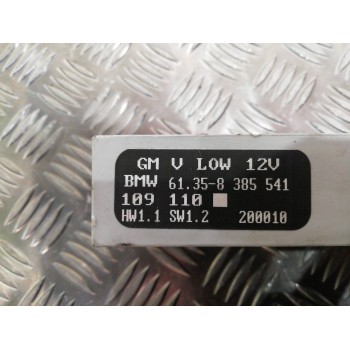 GM V LOW 12V
BMW 61.35-8 385 541
109 110
HW1.1 SW1.2 200010